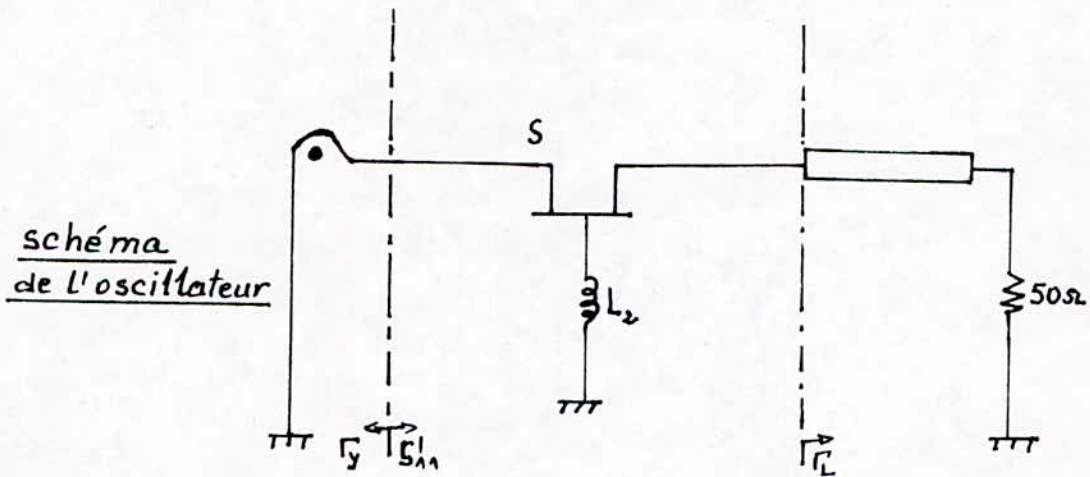 S
schéma
de l'oscillateur
L₂
50Ω
Γy
S'₁₁
ΓL